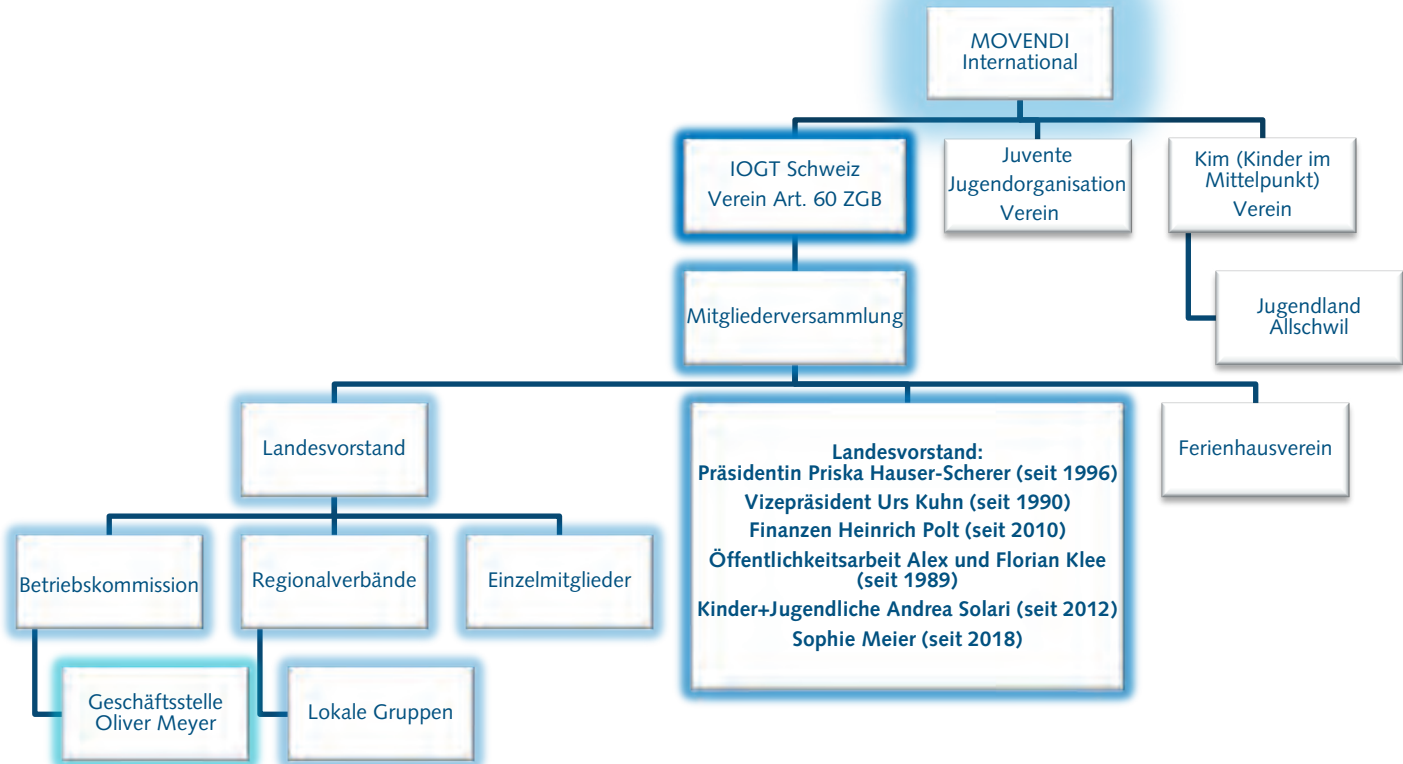 MOVENDI
International
IOGT Schweiz
Verein Art. 60 ZGB
Juvente
Jugendorganisation
Verein
Kim (Kinder im
Mittelpunkt)
Verein
Mitgliederversammlung
Jugendland
Allschwil
Landesvorstand
Landesvorstand:
Präsidentin Priska Hauser-Scherer (seit 1996)
Vizepräsident Urs Kuhn (seit 1990)
Finanzen Heinrich Polt (seit 2010)
Öffentlichkeitsarbeit Alex und Florian Klee
(seit 1989)
Kinder+Jugendliche Andrea Solari (seit 2012)
Sophie Meier (seit 2018)
Ferienhausverein
Betriebskommission
Regionalverbände
Einzelmitglieder
Geschäftsstelle
Oliver Meyer
Lokale Gruppen